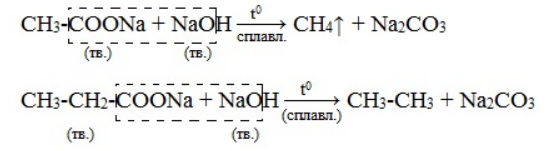 CH3-COONa + NaOH t⁰ сплавл. → CH4↑ + Na2CO3
(тв.) (тв.)
CH3-CH2-COONa + NaOH t⁰ (сплавл.) → CH3-CH3 + Na2CO3
(тв.) (тв.)